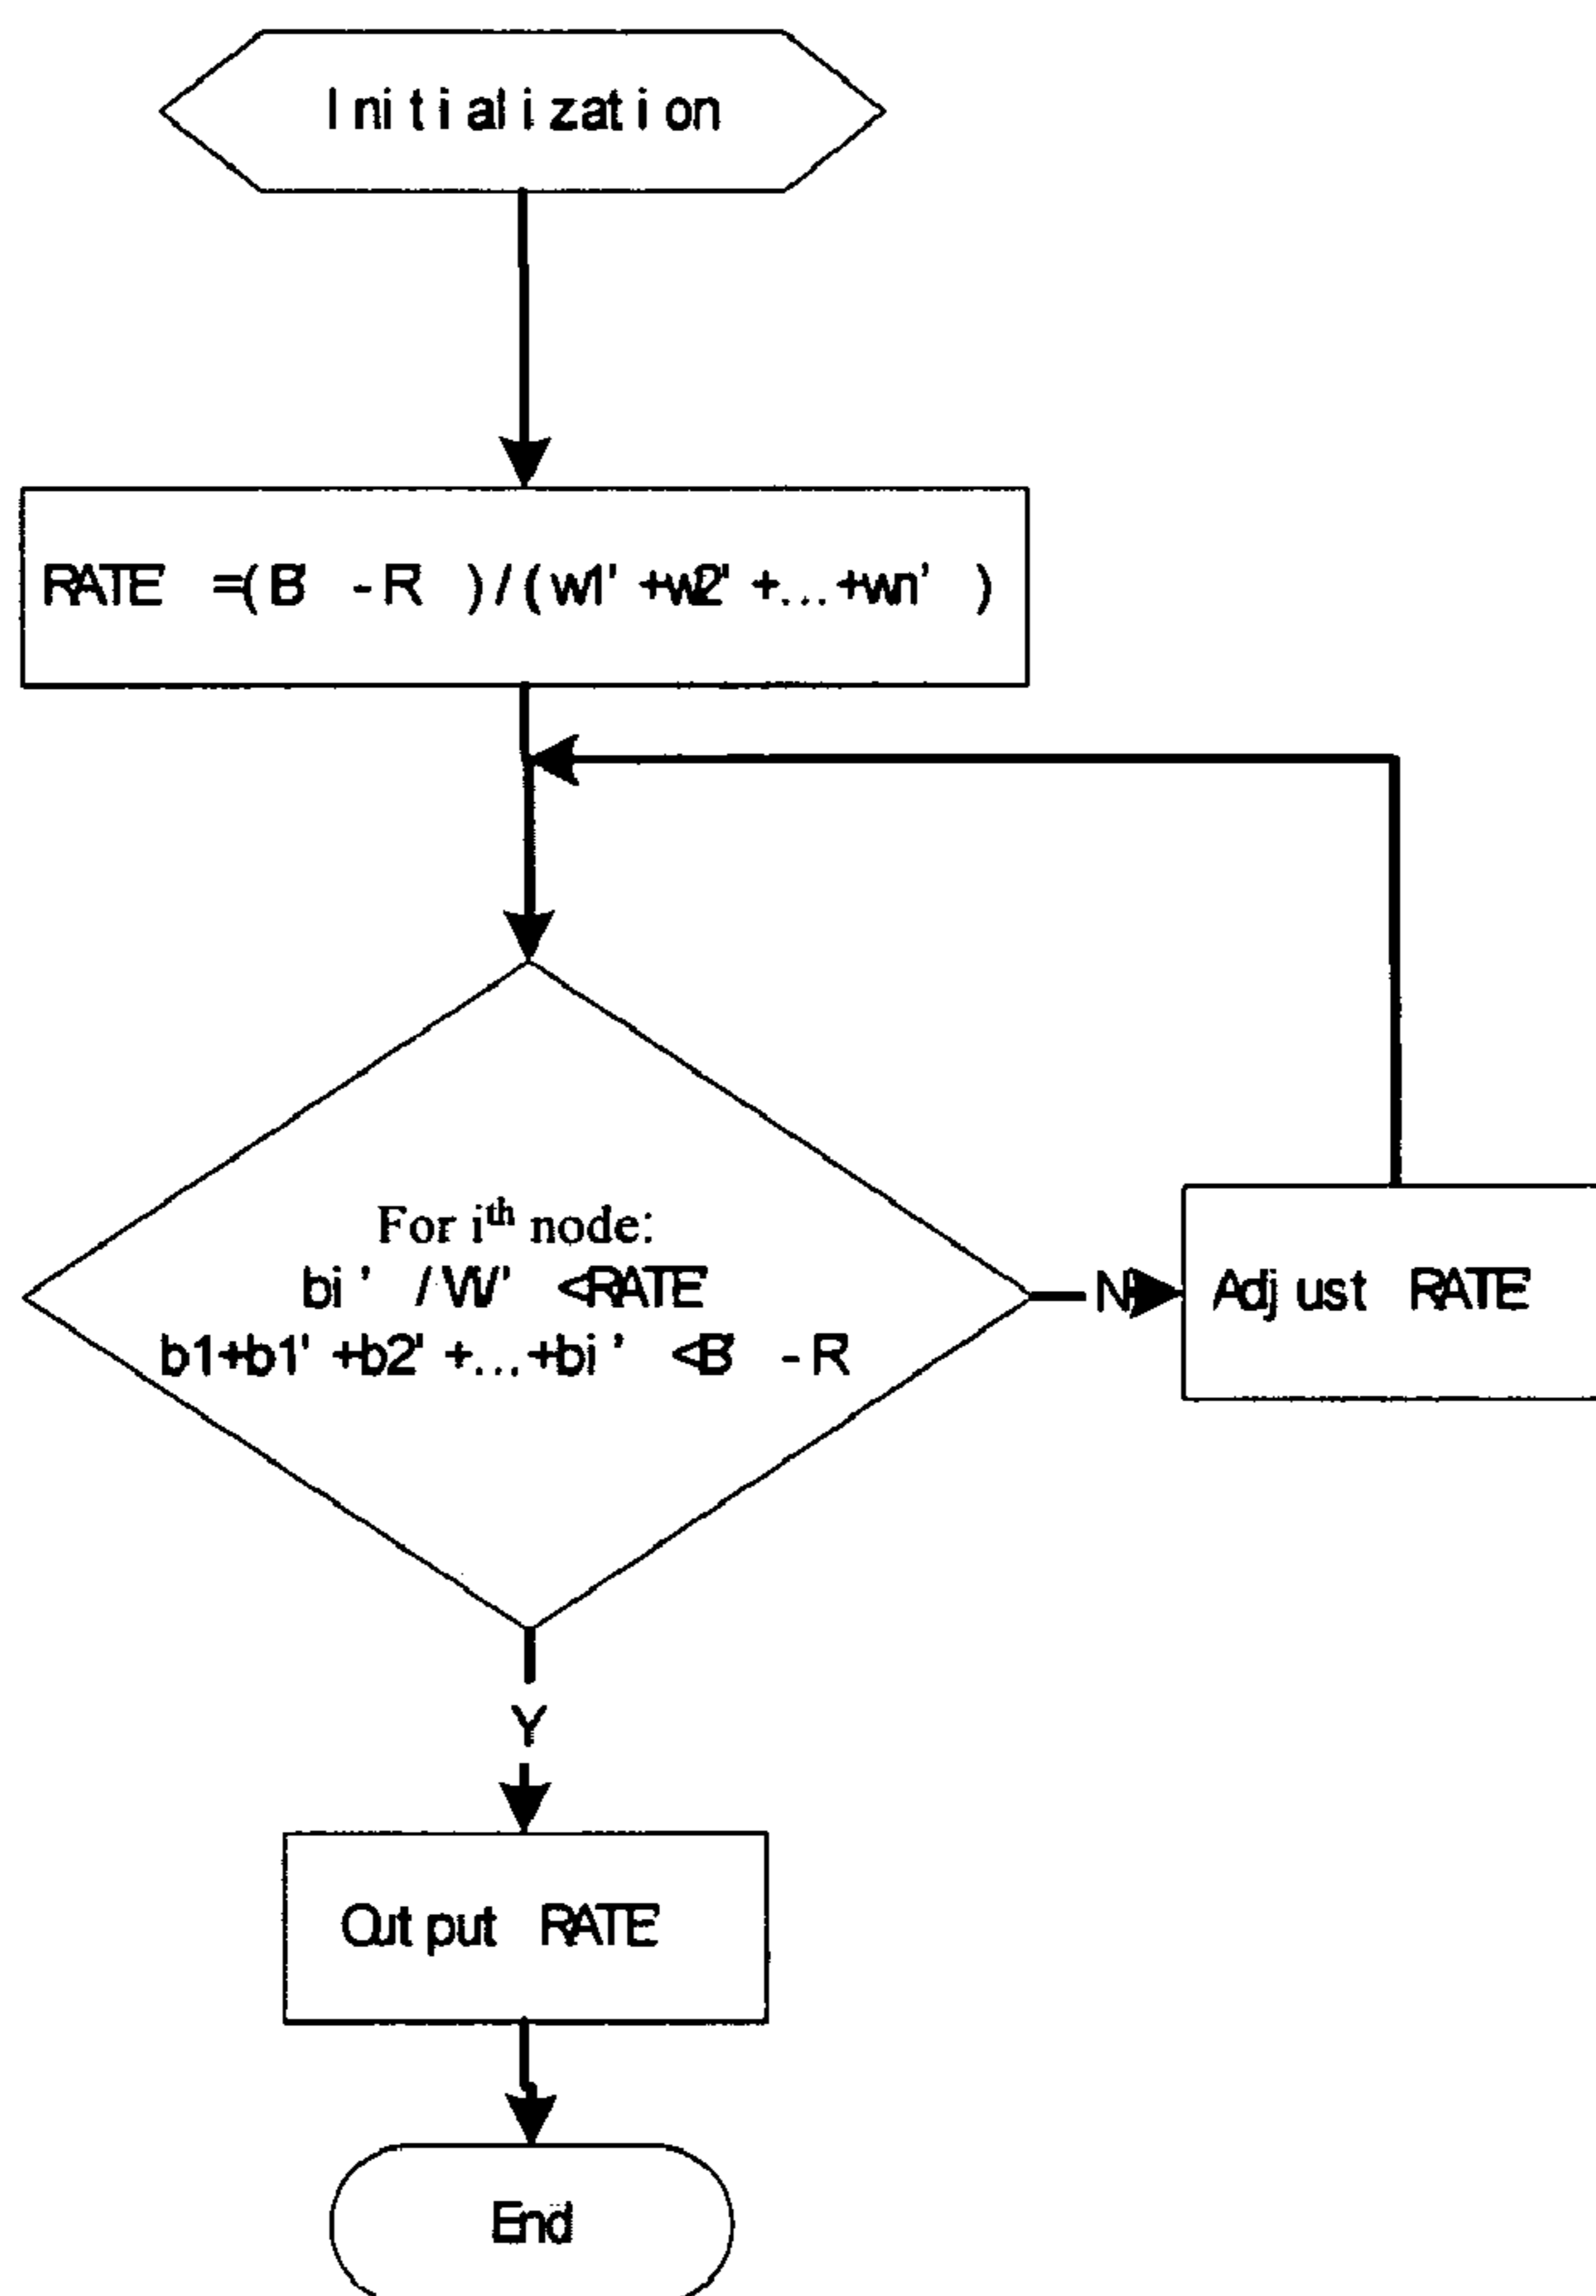 Initialization
RATE' =(B' -R' )/(w1' +w2' +...+wn' )
For ith node:
bi' /Wi' <RATE'
b1+b1' +b2' +...+bi' <B' -R'
N
Adjust RATE'
Y
Output RATE'
End